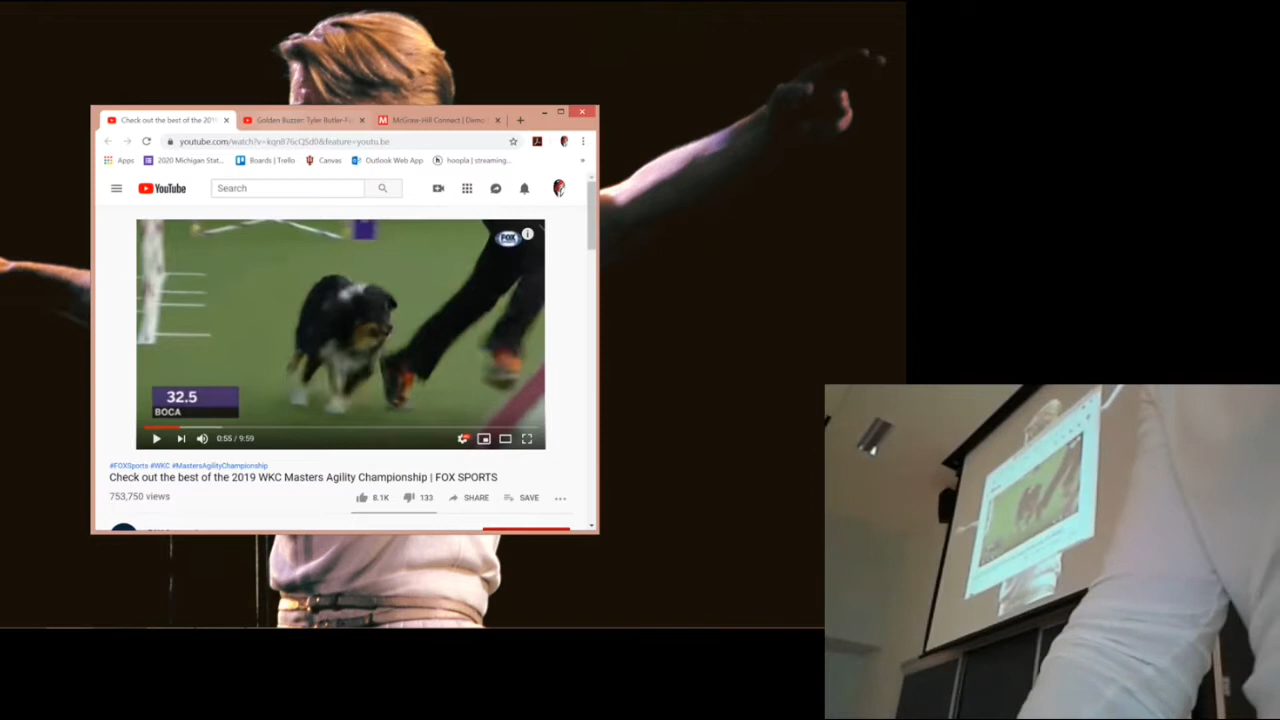 Check out the best of the 2019
Golden Buzzer: Tyler Butler-Fi
McGraw-Hill Connect | Demo
youtube.com/watch?v=kqn876cQSd0&feature=youtu.be
Apps
2020 Michigan Stat...
Boards | Trello
Canvas
Outlook Web App
hoopla | streaming...
YouTube
Search
FOX
32.5
BOCA
0:55 / 9:59
#FOXSports #WKC #MastersAgilityChampionship
Check out the best of the 2019 WKC Masters Agility Championship | FOX SPORTS
753,750 views
8.1K
133
SHARE
SAVE